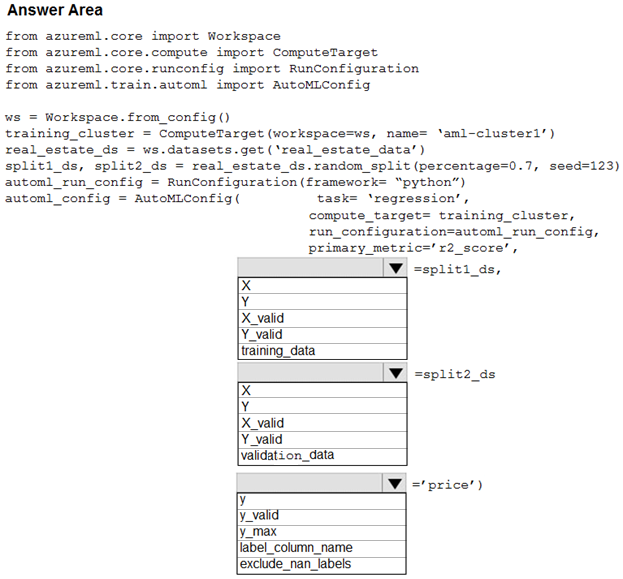 Answer Area
from azureml.core import Workspace
from azureml.core.compute import ComputeTarget
from azureml.core.runconfig import RunConfiguration
from azureml.train.automl import AutoMLConfig
ws = Workspace.from_config()
training_cluster = ComputeTarget(workspace=ws, name= ‘aml-cluster1’)
real_estate_ds = ws.datasets.get(‘real_estate_data’)
split1_ds, split2_ds = real_estate_ds.random_split(percentage=0.7, seed=123)
automl_run_config = RunConfiguration(framework= “python”)
automl_config = AutoMLConfig( task= ‘regression’,
compute_target= training_cluster,
run_configuration=automl_run_config,
primary_metric=’r2_score’,
=split1_ds,
X
Y
X_valid
Y_valid
training_data
=split2_ds
X
Y
X_valid
Y_valid
validation_data
=’price’)
y
y_valid
y_max
label_column_name
exclude_nan_labels